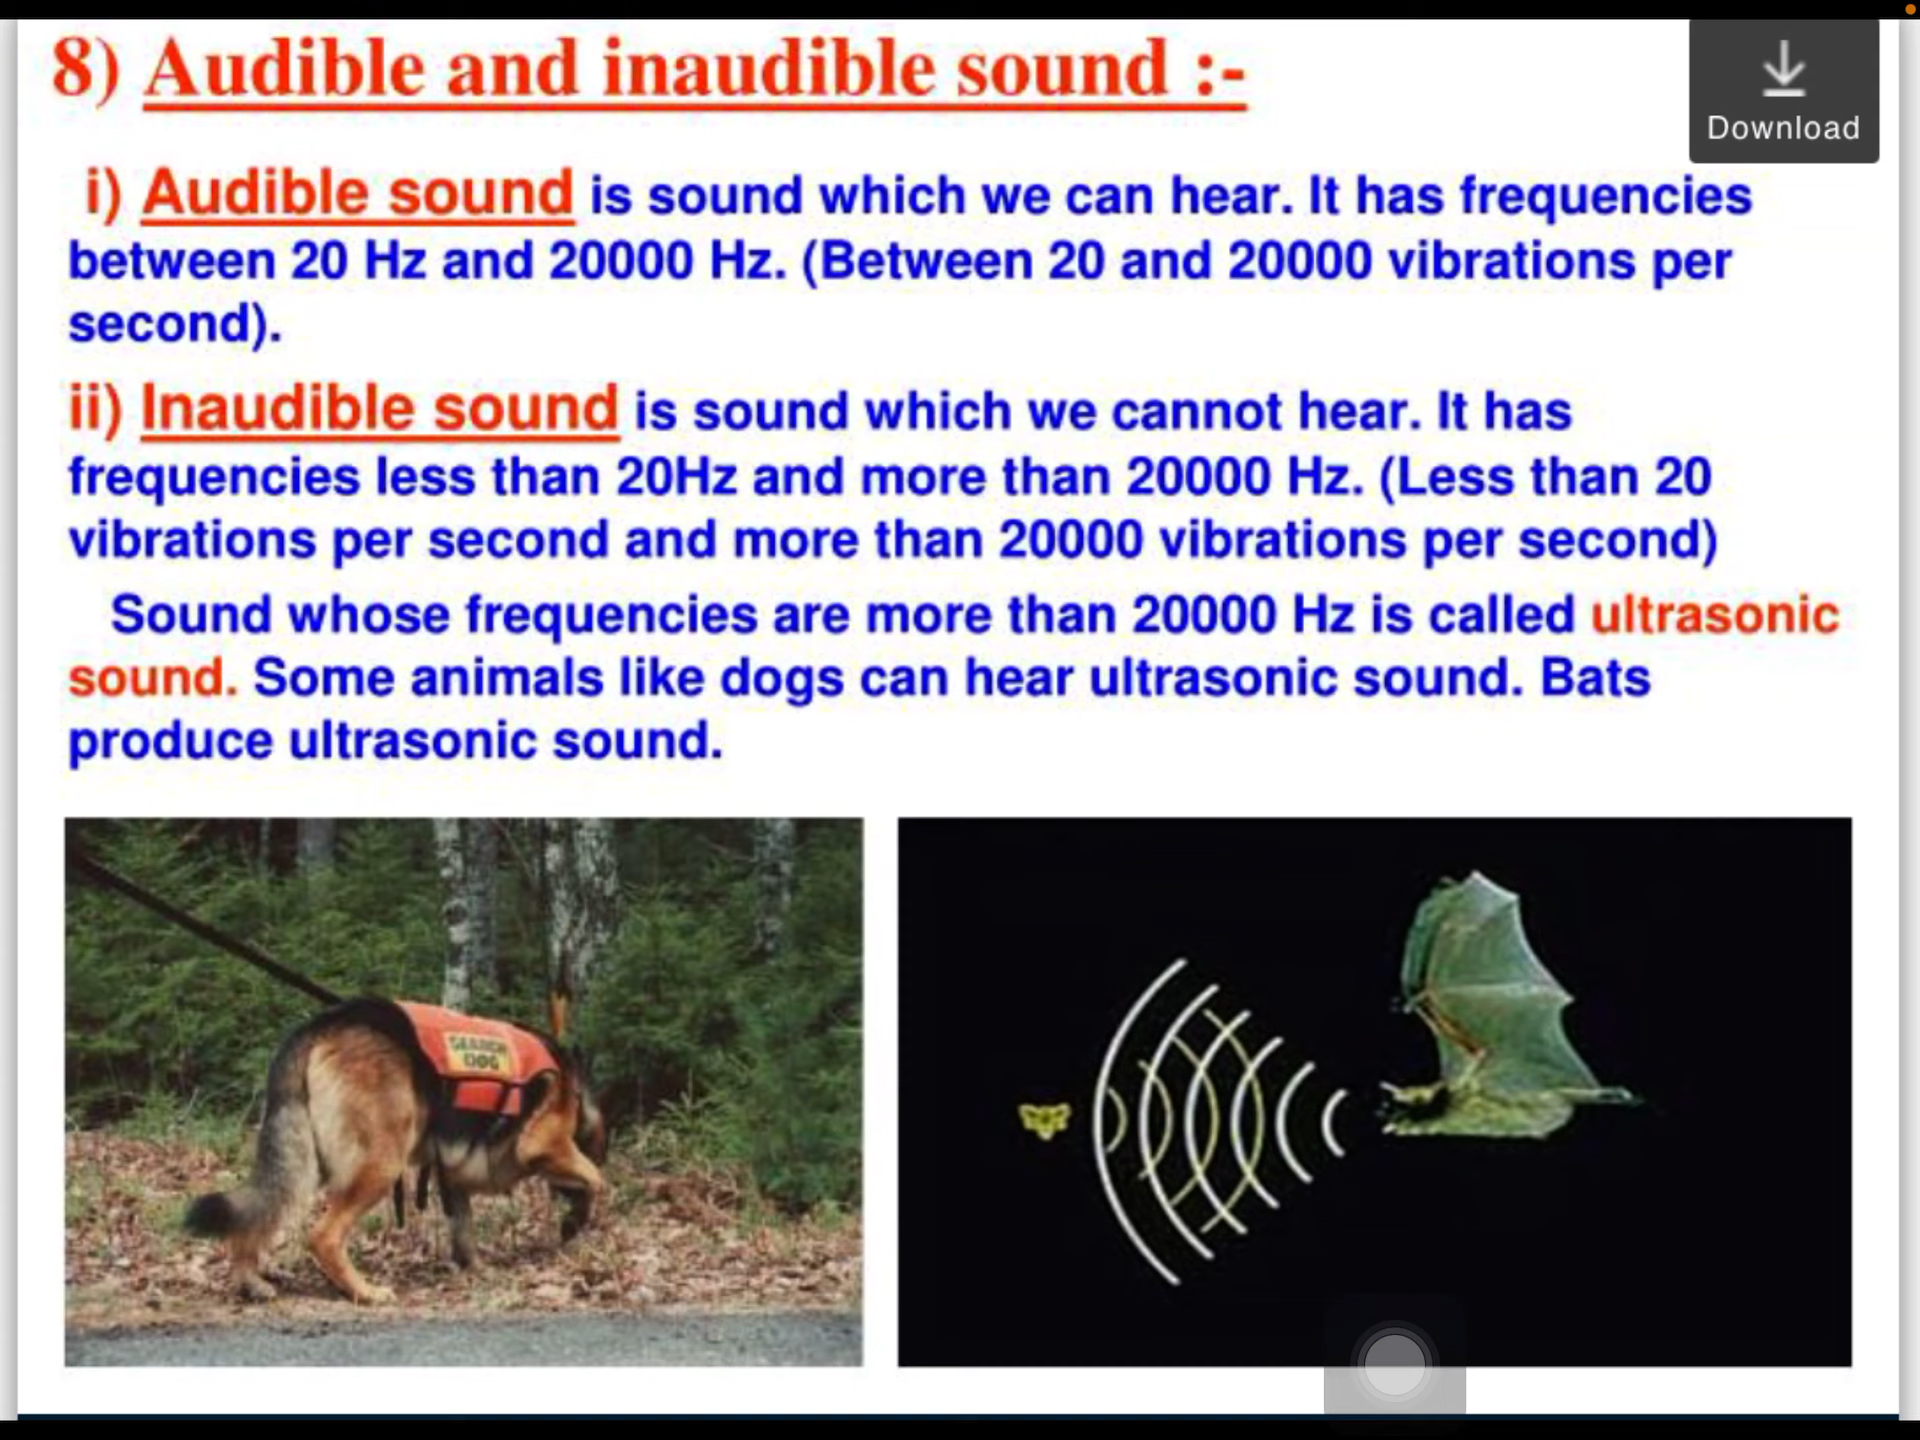 8) Audible and inaudible sound :-
Download
i) Audible sound is sound which we can hear. It has frequencies
between 20 Hz and 20000 Hz. (Between 20 and 20000 vibrations per
second).
ii) Inaudible sound is sound which we cannot hear. It has
frequencies less than 20Hz and more than 20000 Hz. (Less than 20
vibrations per second and more than 20000 vibrations per second)
Sound whose frequencies are more than 20000 Hz is called ultrasonic
sound. Some animals like dogs can hear ultrasonic sound. Bats
produce ultrasonic sound.
SEARCH
DOG